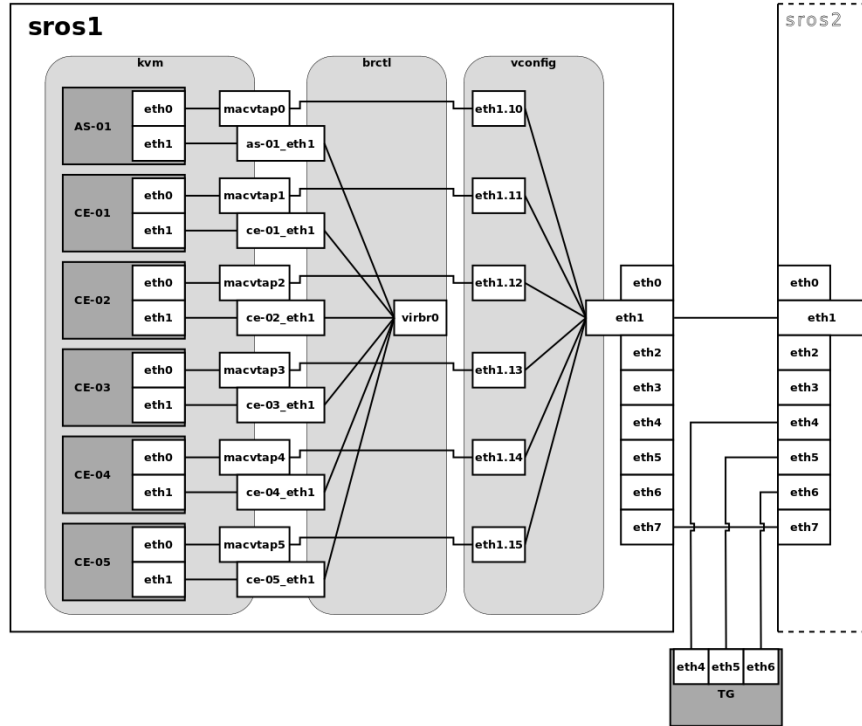 sros1
sros2
kvm
brctl
vconfig
AS-01
eth0
macvtap0
eth1.10
eth1
as-01_eth1
CE-01
eth0
macvtap1
eth1.11
eth1
ce-01_eth1
CE-02
eth0
macvtap2
eth1.12
eth0
eth0
eth1
ce-02_eth1
virbr0
eth1
eth1
CE-03
eth0
macvtap3
eth1.13
eth2
eth2
eth1
ce-03_eth1
eth3
eth3
eth4
eth4
CE-04
eth0
macvtap4
eth1.14
eth5
eth5
eth1
ce-04_eth1
eth6
eth6
CE-05
eth0
macvtap5
eth1.15
eth7
eth7
eth1
ce-05_eth1
eth4
eth5
eth6
TG